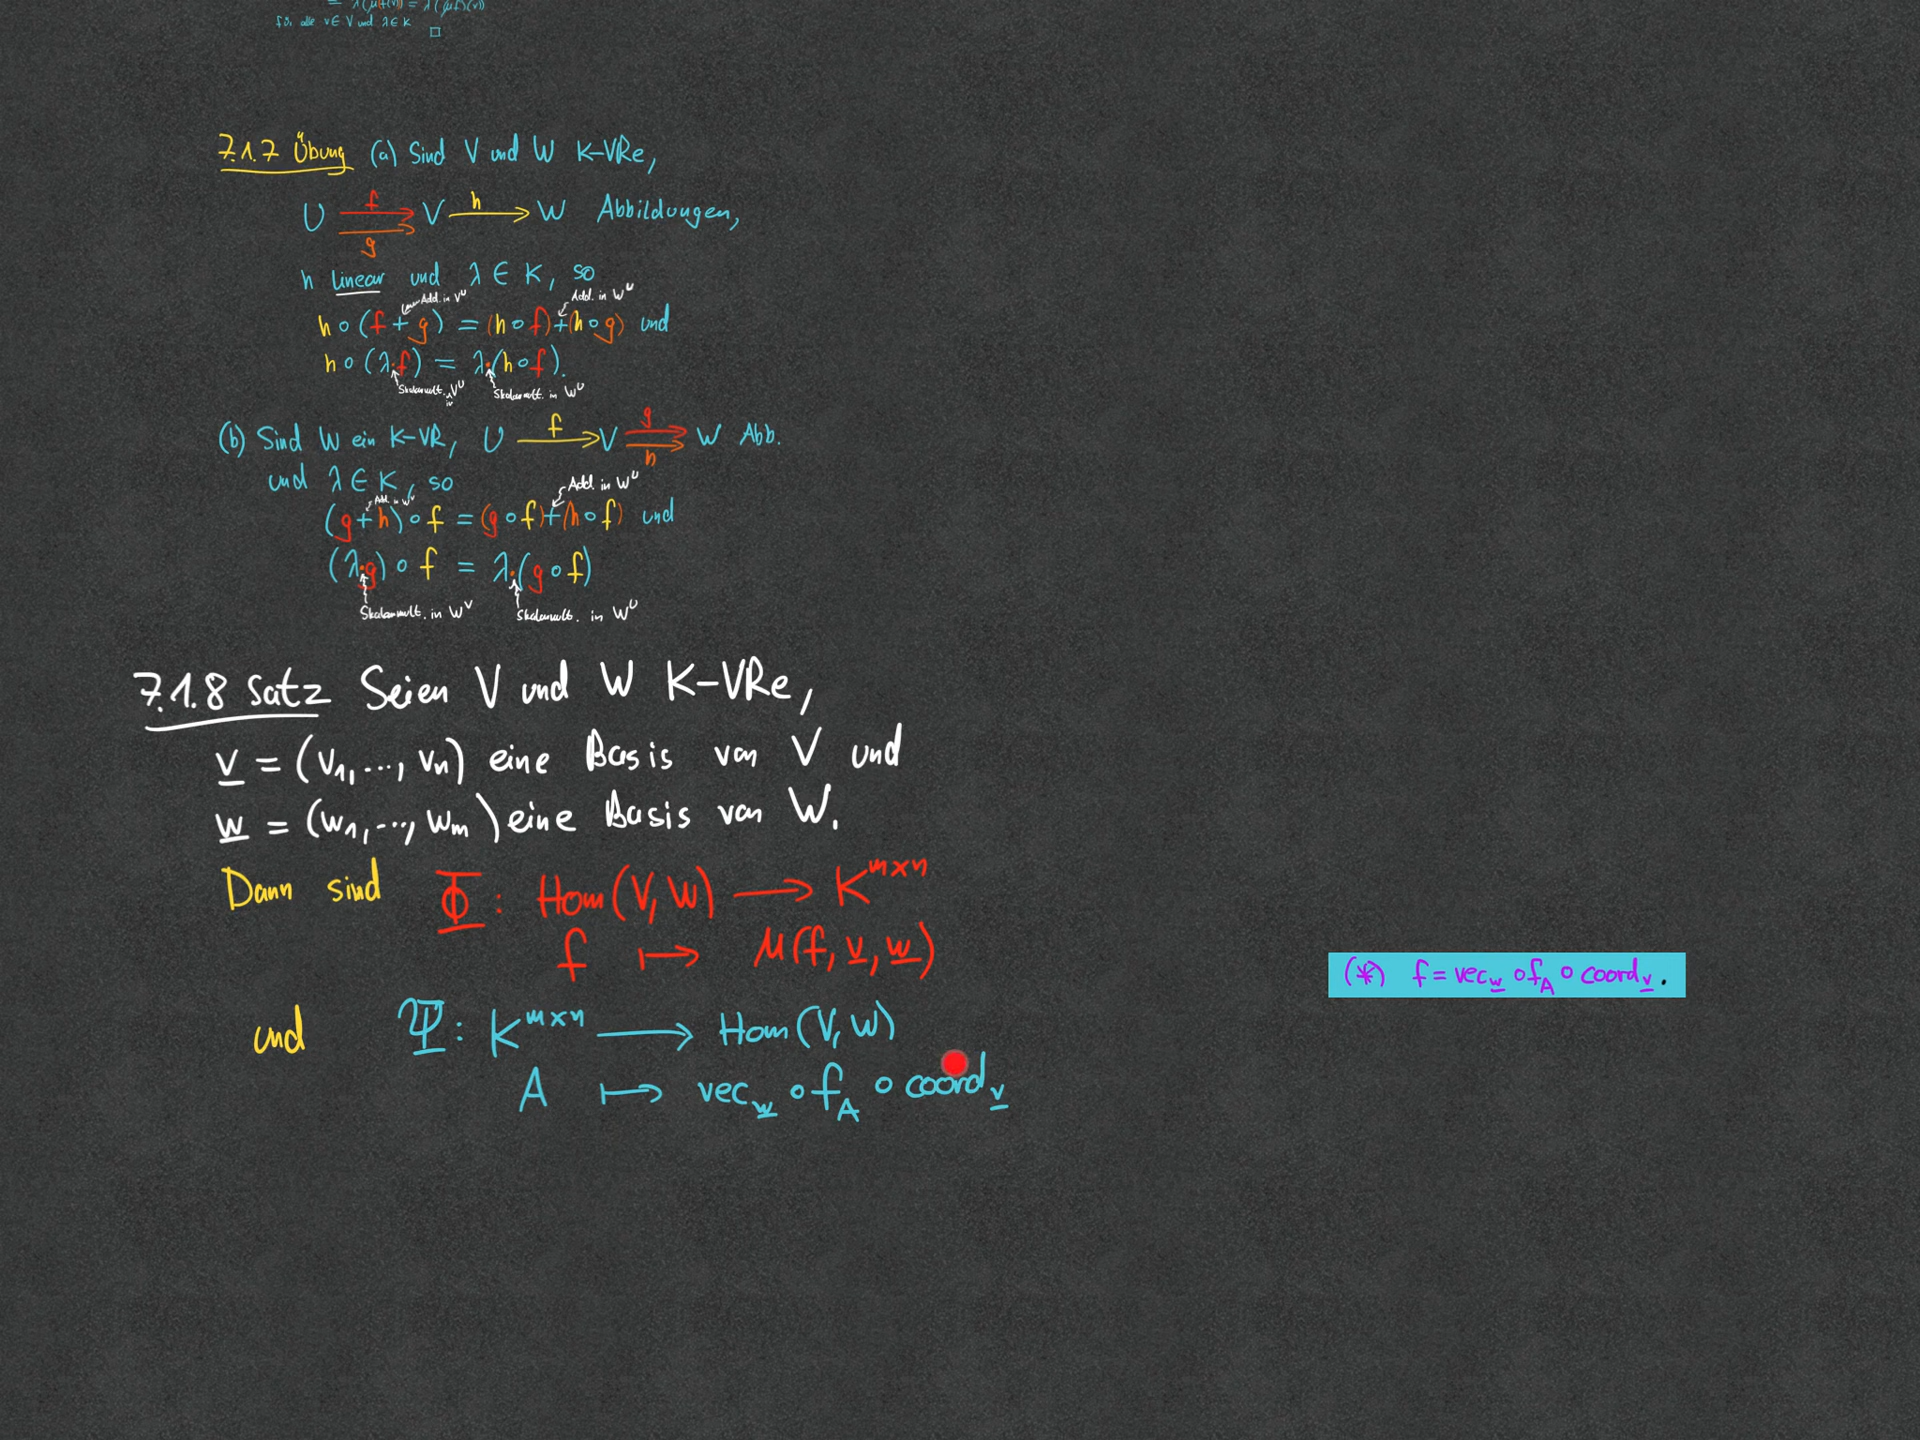 = λ(μf(v)) = λ(μf)(v)
für alle v ∈ V und λ ∈ K □
7.1.7 Übung (a) Sind V und W K-VRe,
U f g V h W Abbildungen,
h linear und λ ∈ K, so
Add. in V^U Add. in W^U
h ∘ (f + g) = (h ∘ f) + (h ∘ g) und
h ∘ (λ·f) = λ·(h ∘ f).
Skalarmult. in V^U Skalarmult. in W^U
(b) Sind W ein K-VR, U f V g h W Abb.
und λ ∈ K, so
Add. in W^V Add. in W^U
(g + h) ∘ f = (g ∘ f) + (h ∘ f) und
(λ·g) ∘ f = λ·(g ∘ f)
Skalarmult. in W^V Skalarmult. in W^U
7.1.8 Satz Seien V und W K-VRe,
v = (v₁, ..., vₙ) eine Basis von V und
w = (w₁, ..., wₘ) eine Basis von W.
Dann sind Φ : Hom(V, W) ⟶ K^{m×n}
f ⟼ M(f, v, w)
und Ψ : K^{m×n} ⟶ Hom(V, W)
A ⟼ vec_w ∘ f_A ∘ coord_v
(*) f = vec_w ∘ f_A ∘ coord_v.